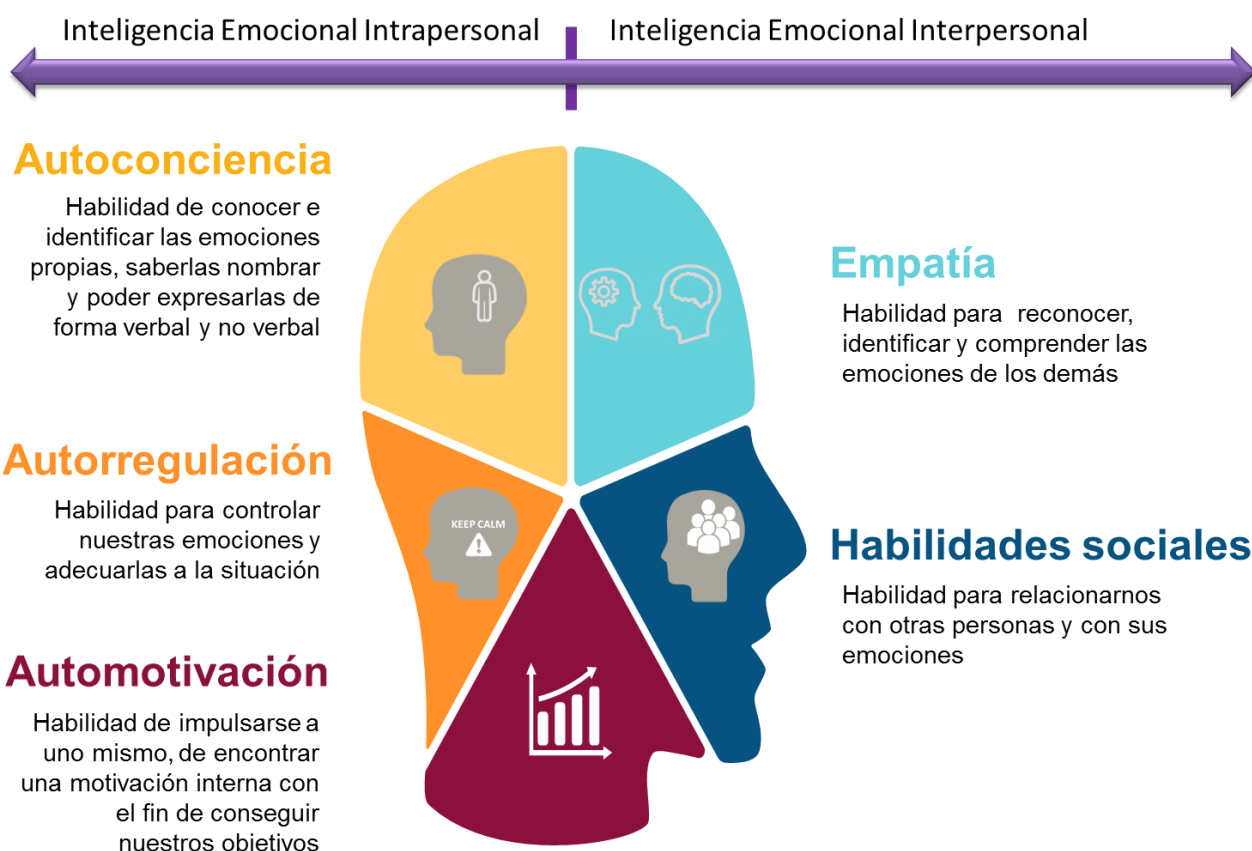 Inteligencia Emocional Intrapersonal
Inteligencia Emocional Interpersonal
Autoconciencia
Habilidad de conocer e
identificar las emociones
propias, saberlas nombrar
y poder expresarlas de
forma verbal y no verbal
Autorregulación
Habilidad para controlar
nuestras emociones y
adecuarlas a la situación
Automotivación
Habilidad de impulsarse a
uno mismo, de encontrar
una motivación interna con
el fin de conseguir
nuestros objetivos
KEEP CALM
!
Empatía
Habilidad para reconocer,
identificar y comprender las
emociones de los demás
Habilidades sociales
Habilidad para relacionarnos
con otras personas y con sus
emociones